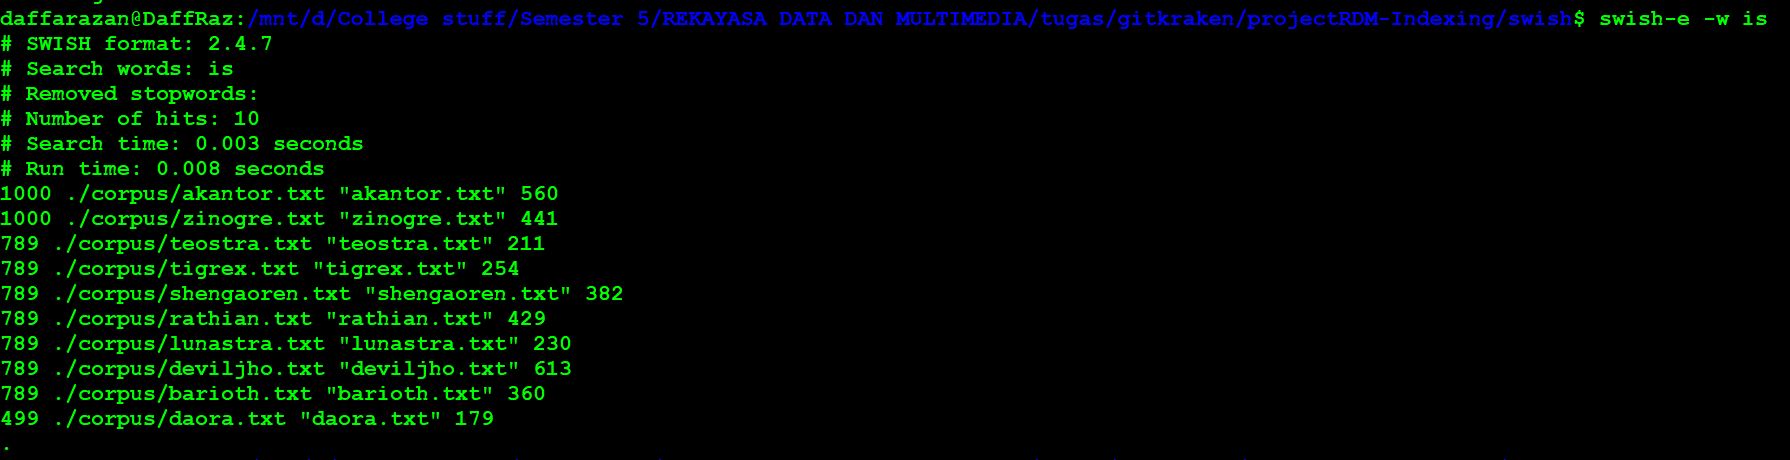 daffarazan@DaffRaz:/mnt/d/College stuff/Semester 5/REKAYASA DATA DAN MULTIMEDIA/tugas/gitkraken/projectRDM-Indexing/swish$ swish-e -w is
# SWISH format: 2.4.7
# Search words: is
# Removed stopwords:
# Number of hits: 10
# Search time: 0.003 seconds
# Run time: 0.008 seconds
1000 ./corpus/akantor.txt "akantor.txt" 560
1000 ./corpus/zinogre.txt "zinogre.txt" 441
789 ./corpus/teostra.txt "teostra.txt" 211
789 ./corpus/tigrex.txt "tigrex.txt" 254
789 ./corpus/shengaoren.txt "shengaoren.txt" 382
789 ./corpus/rathian.txt "rathian.txt" 429
789 ./corpus/lunastra.txt "lunastra.txt" 230
789 ./corpus/deviljho.txt "deviljho.txt" 613
789 ./corpus/barioth.txt "barioth.txt" 360
499 ./corpus/daora.txt "daora.txt" 179
.